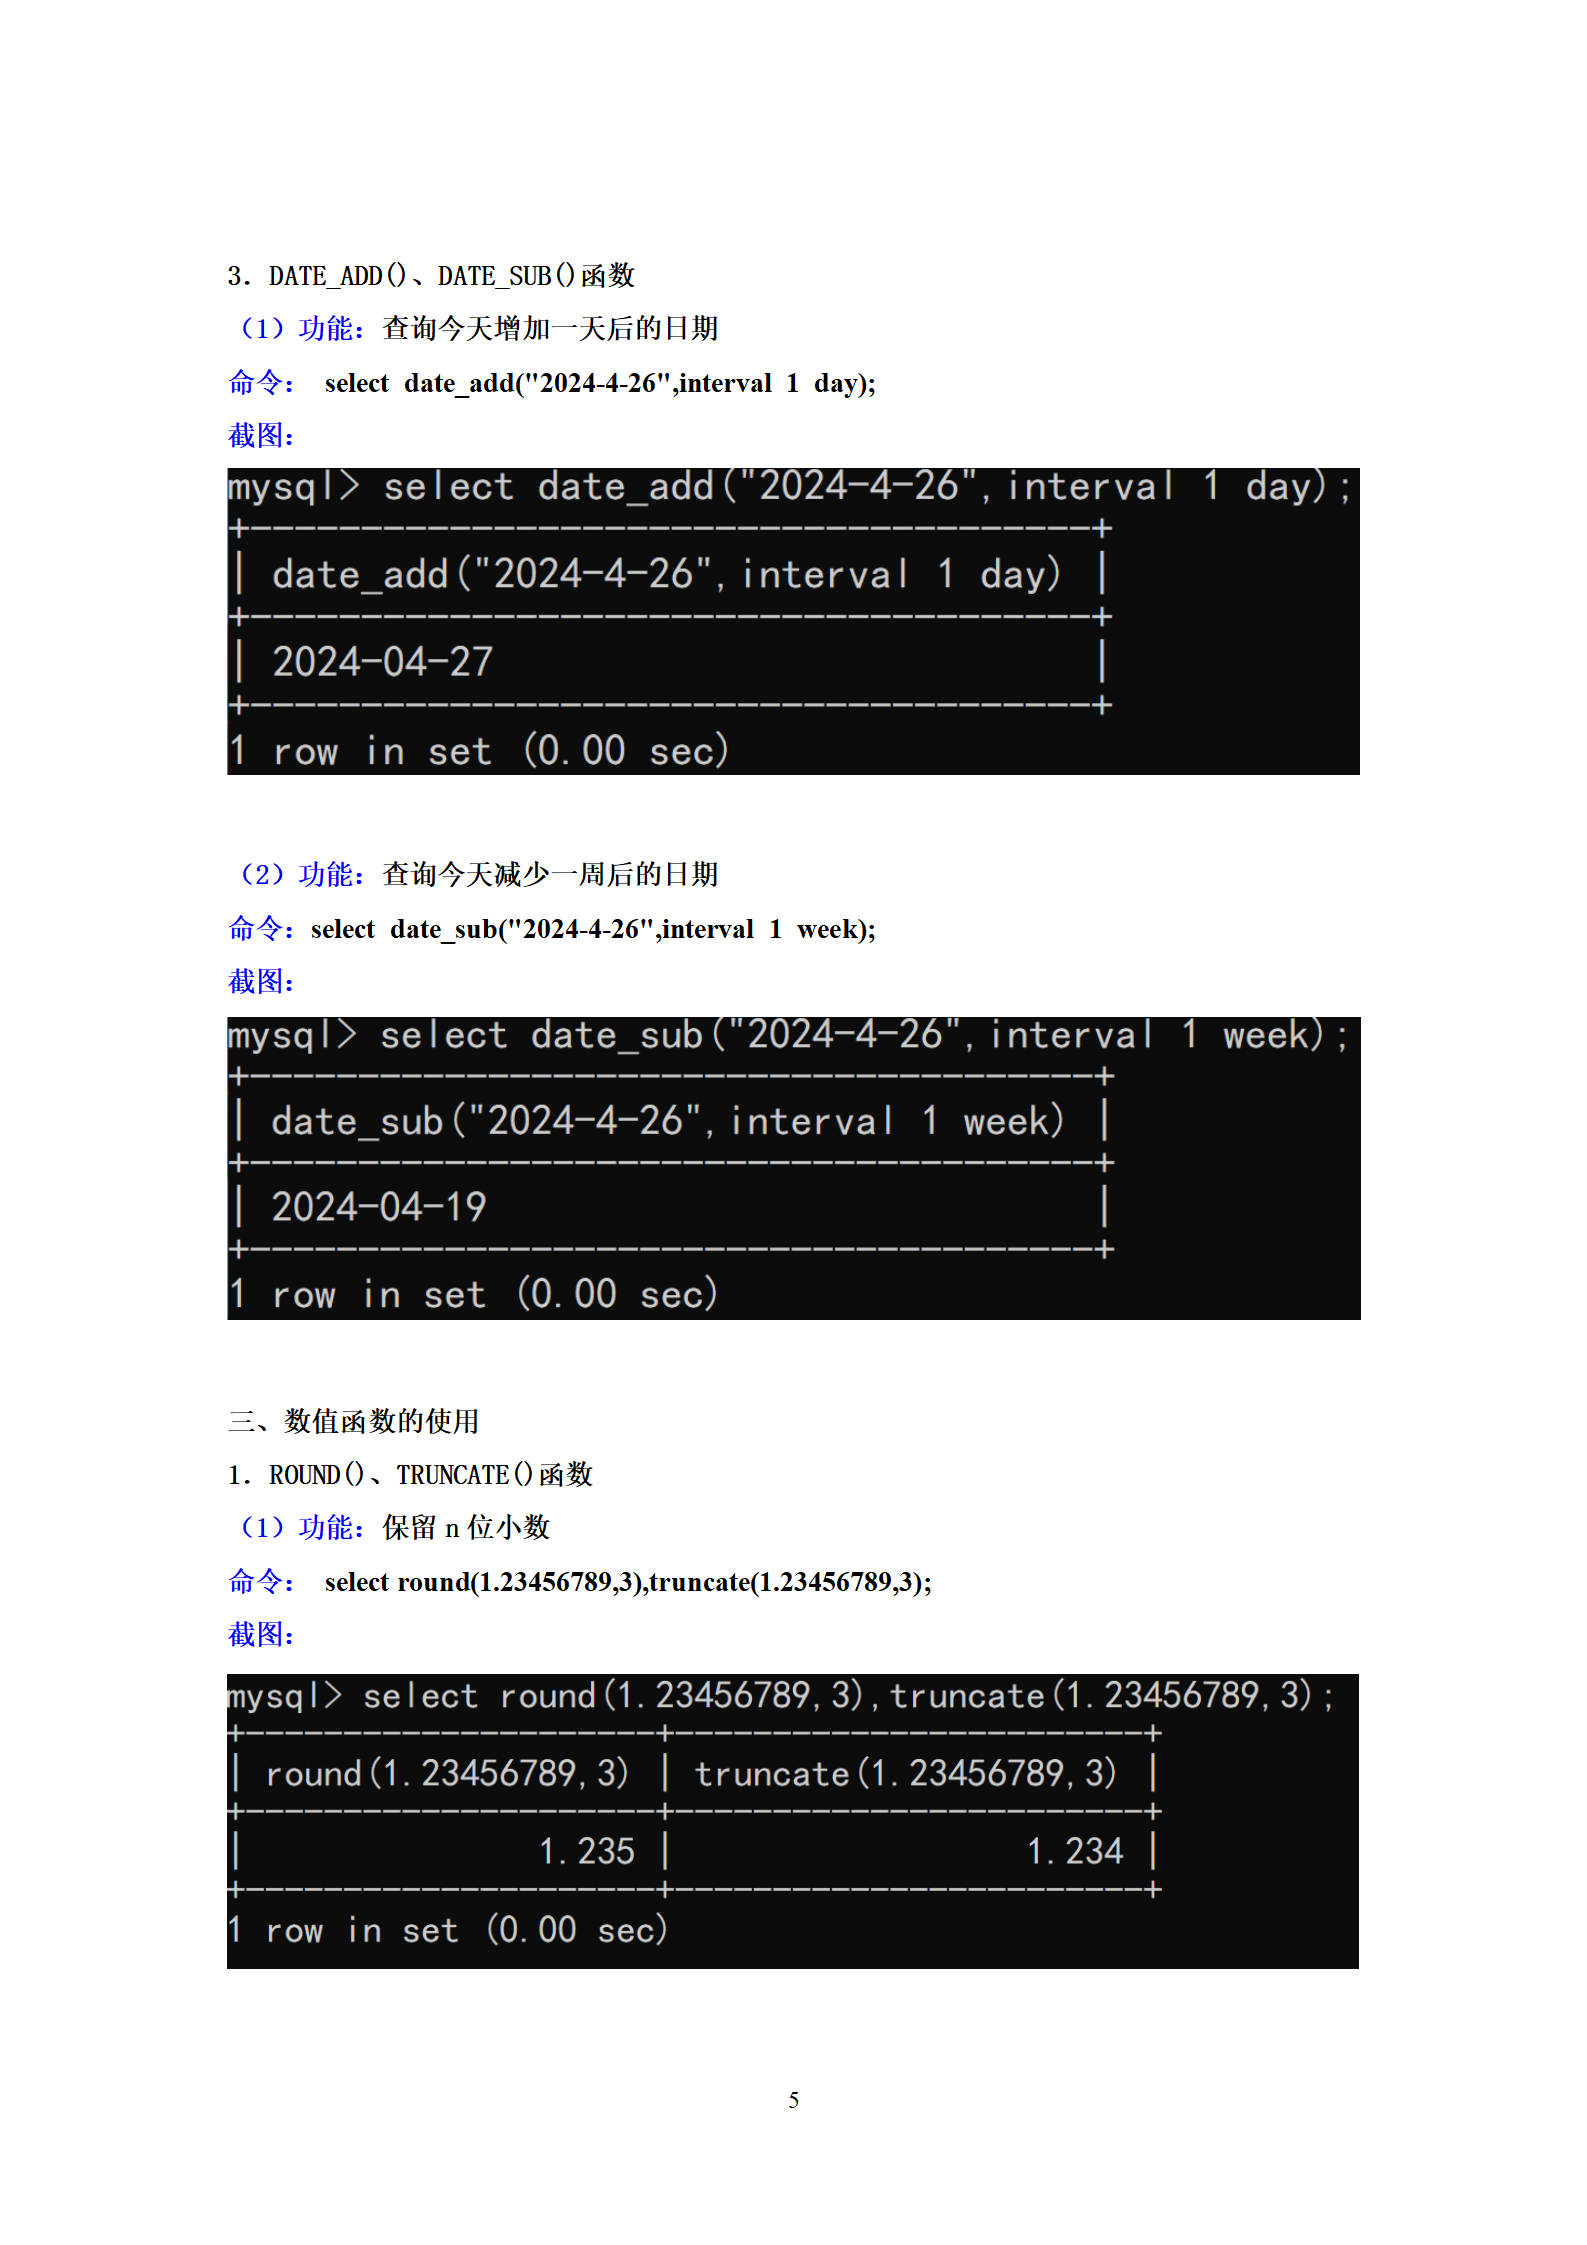 3. DATE_ADD()、DATE_SUB()函数
（1）功能：查询今天增加一天后的日期
命令： select date_add("2024-4-26",interval 1 day);
截图：
mysql> select date_add("2024-4-26",interval 1 day);
+--------------------------------------+
| date_add("2024-4-26",interval 1 day) |
+--------------------------------------+
| 2024-04-27                           |
+--------------------------------------+
1 row in set (0.00 sec)
（2）功能：查询今天减少一周后的日期
命令：select date_sub("2024-4-26",interval 1 week);
截图：
mysql> select date_sub("2024-4-26",interval 1 week);
+---------------------------------------+
| date_sub("2024-4-26",interval 1 week) |
+---------------------------------------+
| 2024-04-19                            |
+---------------------------------------+
1 row in set (0.00 sec)
三、数值函数的使用
1. ROUND()、TRUNCATE()函数
（1）功能：保留 n 位小数
命令： select round(1.23456789,3),truncate(1.23456789,3);
截图：
mysql> select round(1.23456789,3),truncate(1.23456789,3);
+---------------------+------------------------+
| round(1.23456789,3) | truncate(1.23456789,3) |
+---------------------+------------------------+
|               1.235 |                  1.234 |
+---------------------+------------------------+
1 row in set (0.00 sec)
5